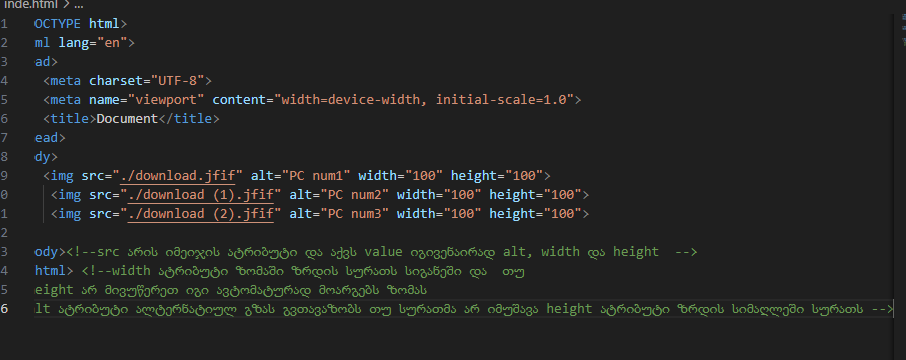 inde.html > ...
1 OCTYPE html>
2 ml lang="en">
3 ad>
4 <meta charset="UTF-8">
5 <meta name="viewport" content="width=device-width, initial-scale=1.0">
6 <title>Document</title>
7 ead>
8 dy>
9 <img src="./download.jfif" alt="PC num1" width="100" height="100">
0 <img src="./download (1).jfif" alt="PC num2" width="100" height="100">
1 <img src="./download (2).jfif" alt="PC num3" width="100" height="100">
2
3 body><!--src არის იმეიჯის ატრიბუტი და აქვს value იგივენაირად alt, width და height -->
4 html> <!--width ატრიბუტი ზომაში ზრდის სურათს სიგანეში და თუ
5 eight არ მივუწერეთ იგი ავტომატურად მოარგებს ზომას
6 lt ატრიბუტი ალტერნატიულ გზას გვთავაზობს თუ სურათმა არ იმუშავა height ატრიბუტი ზრდის სიმაღლეში სურათს -->